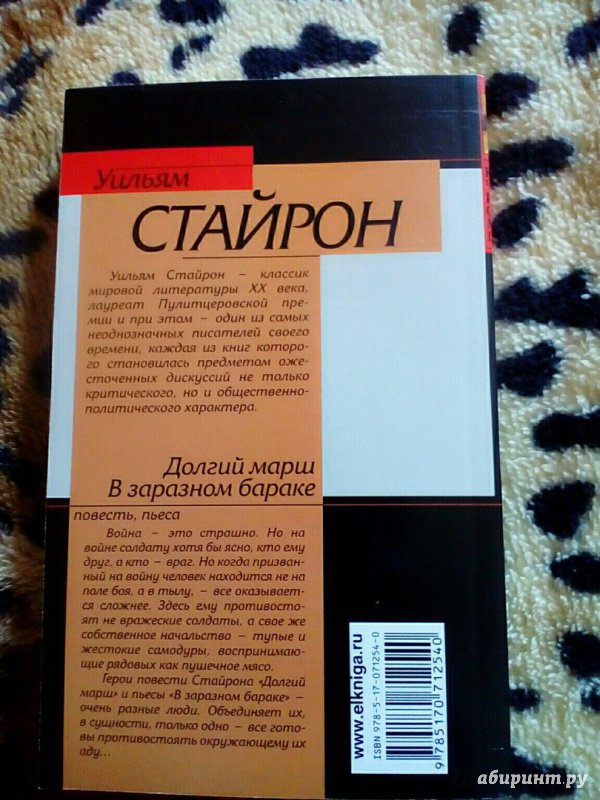 Уильям
СТАЙРОН
Уильям Стайрон – классик
мировой литературы XX века,
лауреат Пулитцеровской пре-
мии и при этом – один из самых
неоднозначных писателей своего
времени, каждая из книг которо-
го становилась предметом оже-
сточенных дискуссий не только
критического, но и общественно-
политического характера.
Долгий марш
В заразном бараке
повесть, пьеса
Война – это страшно. Но на
войне солдату хотя бы ясно, кто ему
друг, а кто – враг. Но когда призван-
ный на войну человек находится не на
поле боя, а в тылу, – все оказывает-
ся сложнее. Здесь ему противосто-
ят не вражеские солдаты, а свое же
собственное начальство – тупые и
жестокие самодуры, воспринимаю-
щие рядовых как пушечное мясо.
Герои повести Стайрона «Долгий
марш» и пьесы «В заразном бараке» –
очень разные люди. Объединяет их,
в сущности, только одно – все гото-
вы противостоять окружающему их
аду...
www.elkniga.ru
ISBN 978-5-17-071254-0
9 785170 712540
абиринт.ру